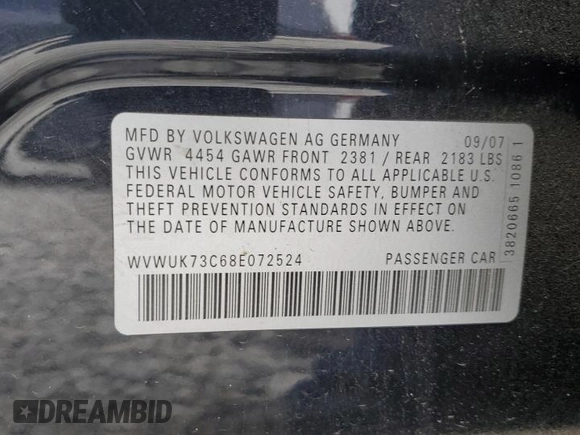 MFD BY VOLKSWAGEN AG GERMANY 09/07
GVWR 4454 GAWR FRONT 2381 / REAR 2183 LBS
THIS VEHICLE CONFORMS TO ALL APPLICABLE U.S.
FEDERAL MOTOR VEHICLE SAFETY, BUMPER AND
THEFT PREVENTION STANDARDS IN EFFECT ON
THE DATE OF MANUFACTURE SHOWN ABOVE.
WVWUK73C68E072524 PASSENGER CAR
3820665 1086 1
DREAMBID